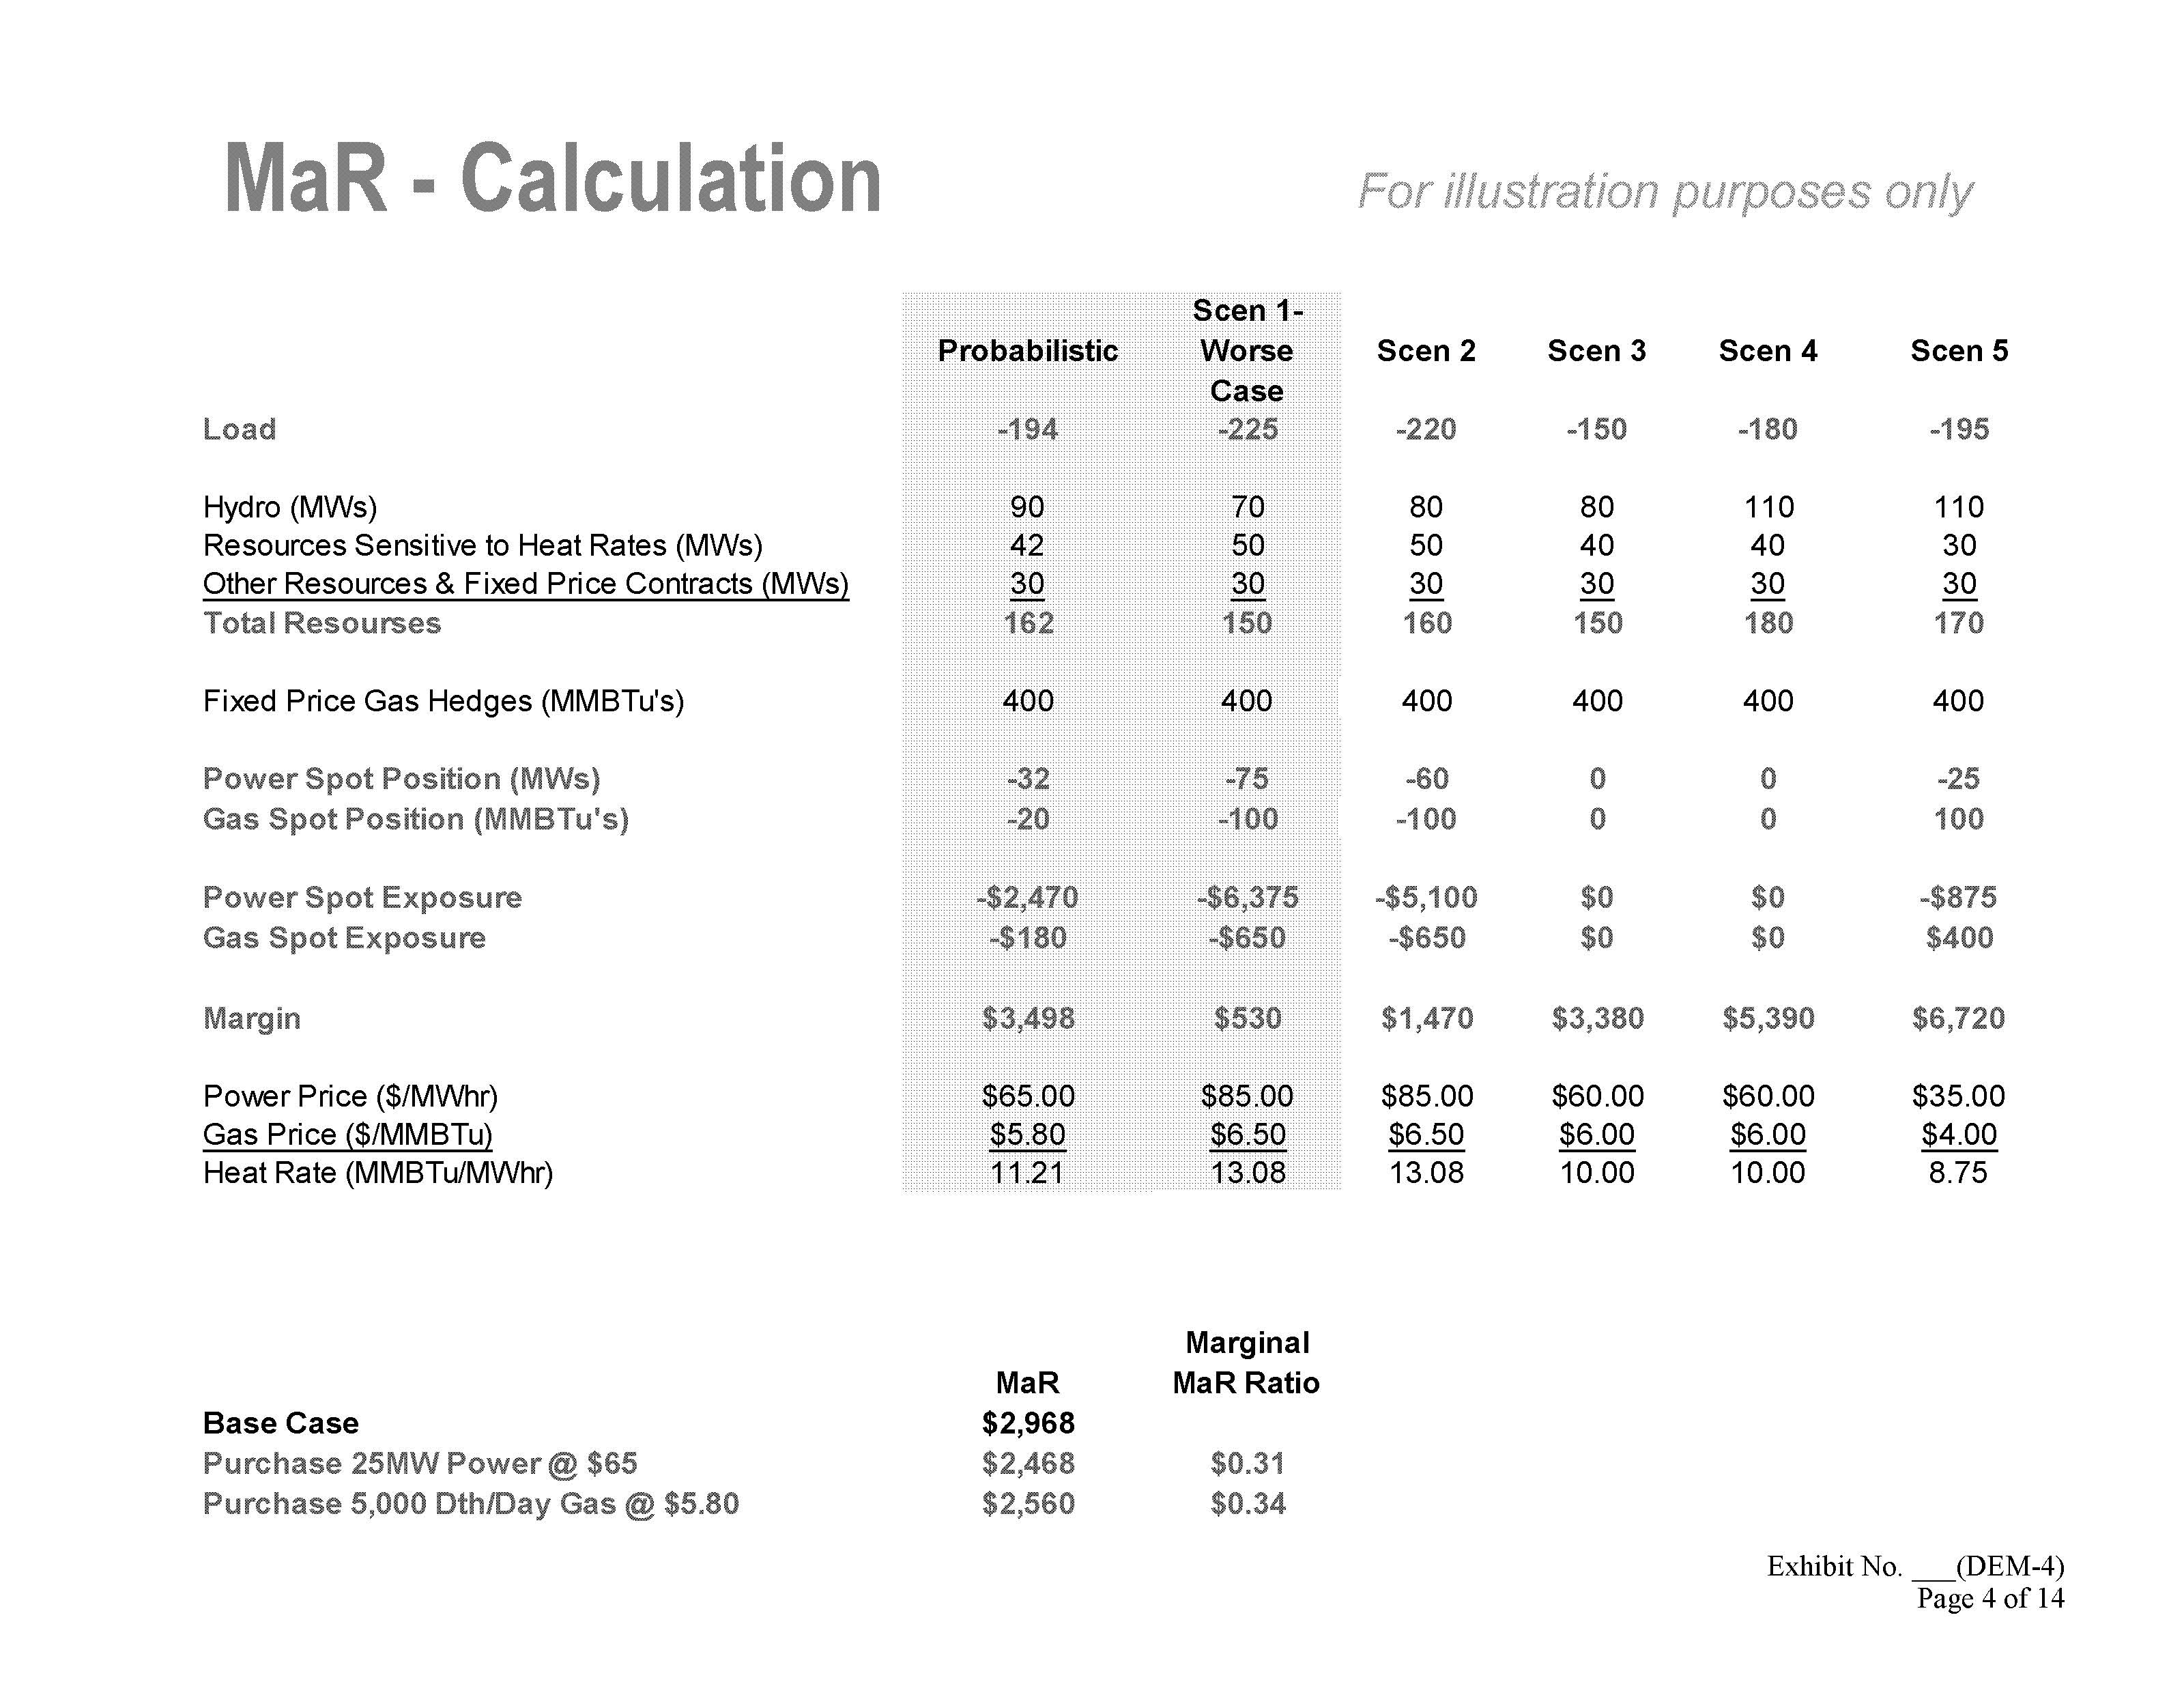 MaR - Calculation
For illustration purposes only
Scen 1-
Probabilistic Worse Scen 2 Scen 3 Scen 4 Scen 5
Case
Load -194 -225 -220 -150 -180 -195
Hydro (MWs) 90 70 80 80 110 110
Resources Sensitive to Heat Rates (MWs) 42 50 50 40 40 30
Other Resources & Fixed Price Contracts (MWs) 30 30 30 30 30 30
Total Resourses 162 150 160 150 180 170
Fixed Price Gas Hedges (MMBTu's) 400 400 400 400 400 400
Power Spot Position (MWs) -32 -75 -60 0 0 -25
Gas Spot Position (MMBTu's) -20 -100 -100 0 0 100
Power Spot Exposure -$2,470 -$6,375 -$5,100 $0 $0 -$875
Gas Spot Exposure -$180 -$650 -$650 $0 $0 $400
Margin $3,498 $530 $1,470 $3,380 $5,390 $6,720
Power Price ($/MWhr) $65.00 $85.00 $85.00 $60.00 $60.00 $35.00
Gas Price ($/MMBTu) $5.80 $6.50 $6.50 $6.00 $6.00 $4.00
Heat Rate (MMBTu/MWhr) 11.21 13.08 13.08 10.00 10.00 8.75
Marginal
MaR MaR Ratio
Base Case $2,968
Purchase 25MW Power @ $65 $2,468 $0.31
Purchase 5,000 Dth/Day Gas @ $5.80 $2,560 $0.34
Exhibit No. ___(DEM-4)
Page 4 of 14